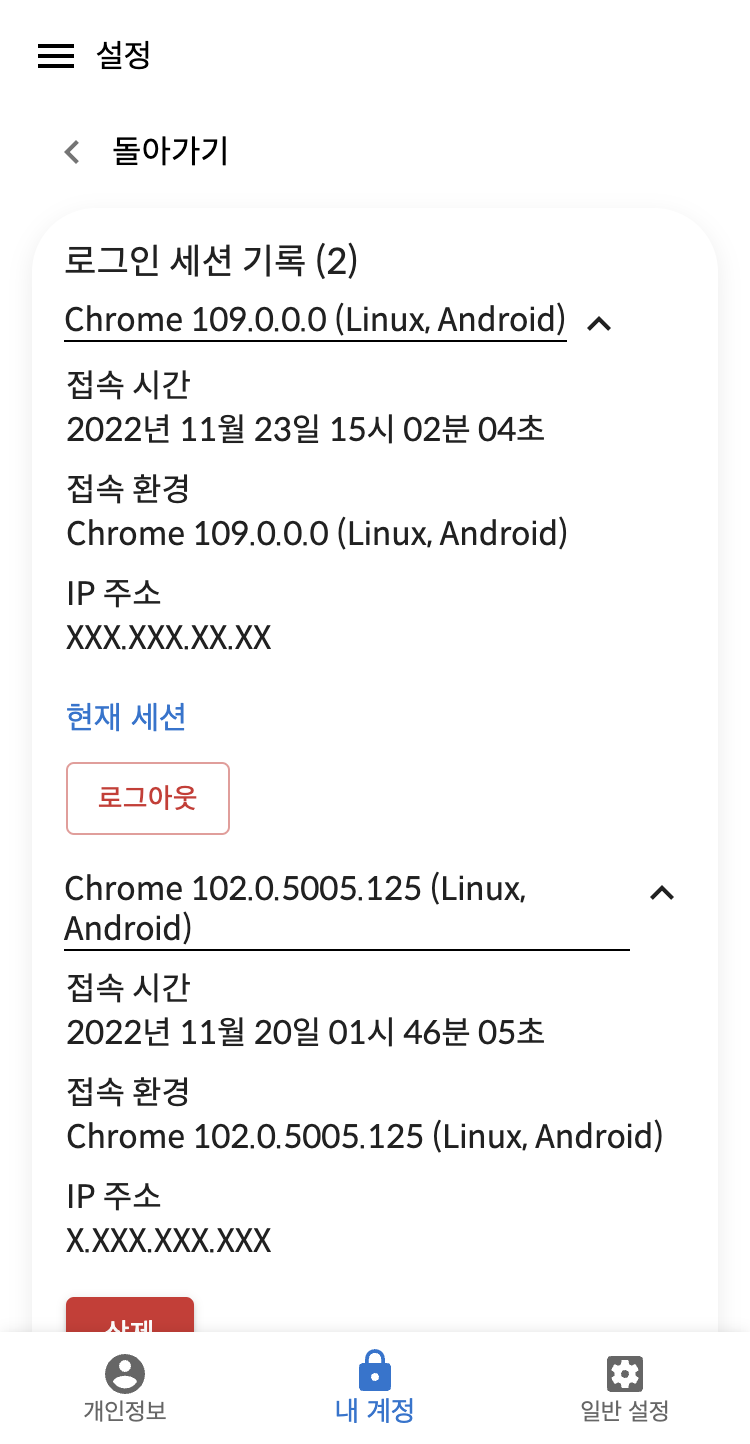 설정
돌아가기
로그인 세션 기록 (2)
Chrome 109.0.0.0 (Linux, Android)
접속 시간
2022년 11월 23일 15시 02분 04초
접속 환경
Chrome 109.0.0.0 (Linux, Android)
IP 주소
XXX.XXX.XX.XX
현재 세션
로그아웃
Chrome 102.0.5005.125 (Linux,
Android)
접속 시간
2022년 11월 20일 01시 46분 05초
접속 환경
Chrome 102.0.5005.125 (Linux, Android)
IP 주소
X.XXX.XXX.XXX
삭제
개인정보
내 계정
일반 설정